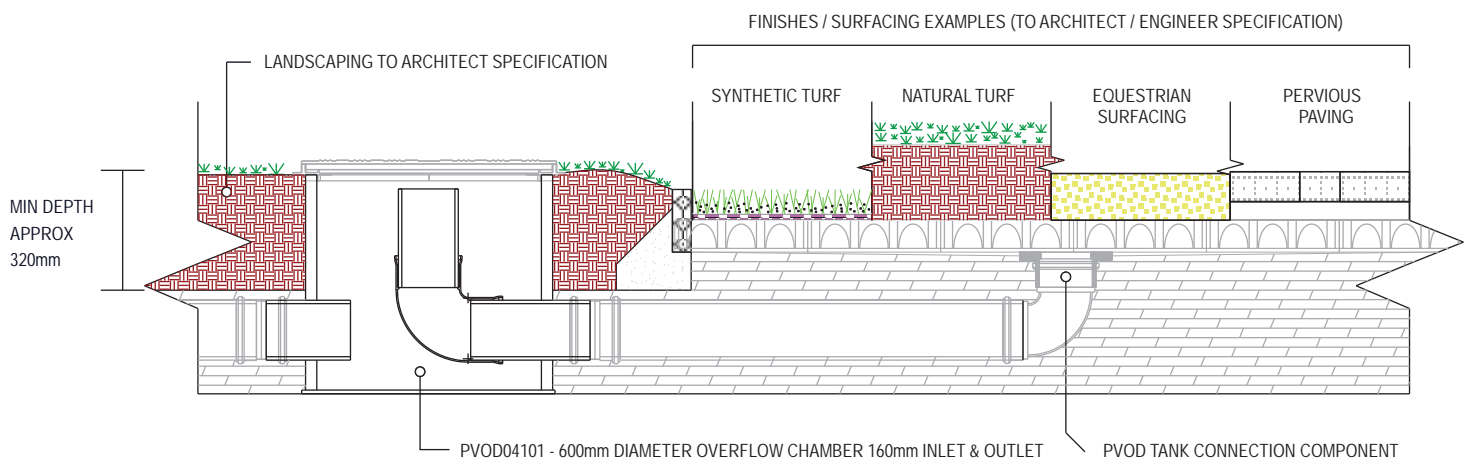 FINISHES / SURFACING EXAMPLES (TO ARCHITECT / ENGINEER SPECIFICATION)
LANDSCAPING TO ARCHITECT SPECIFICATION
SYNTHETIC TURF
NATURAL TURF
EQUESTRIAN
SURFACING
PERVIOUS
PAVING
MIN DEPTH
APPROX
320mm
PVOD04101 - 600mm DIAMETER OVERFLOW CHAMBER 160mm INLET & OUTLET
PVOD TANK CONNECTION COMPONENT